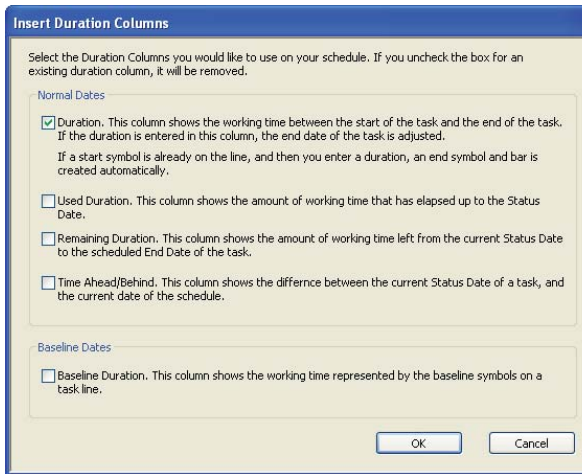 Insert Duration Columns
Select the Duration Columns you would like to use on your schedule. If you uncheck the box for an
existing duration column, it will be removed.
Normal Dates
Duration. This column shows the working time between the start of the task and the end of the task.
If the duration is entered in this column, the end date of the task is adjusted.
If a start symbol is already on the line, and then you enter a duration, an end symbol and bar is
created automatically.
Used Duration. This column shows the amount of working time that has elapsed up to the Status
Date.
Remaining Duration. This column shows the amount of working time left from the current Status Date
to the scheduled End Date of the task.
Time Ahead/Behind. This column shows the differnce between the current Status Date of a task, and
the current date of the schedule.
Baseline Dates
Baseline Duration. This column shows the working time represented by the baseline symbols on a
task line.
OK Cancel